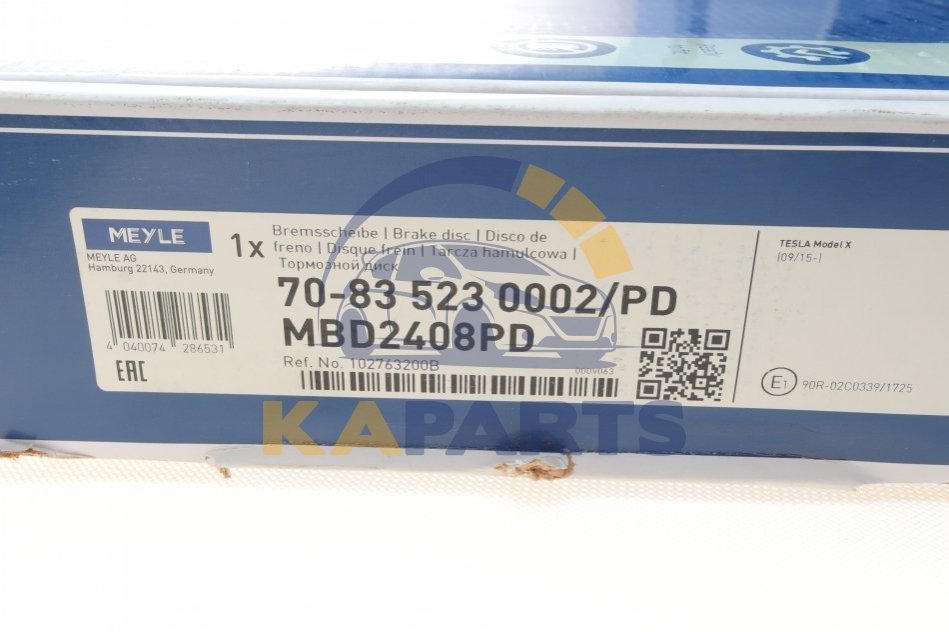 MEYLE
MEYLE AG
Hamburg 22143, Germany
4 040074 286531
EAC
1x
Bremsscheibe | Brake disc | Disco de
freno | Disque frein | Tarcza hamulcowa |
Тормозной диск
70-83 523 0002/PD
MBD2408PD
Ref. No. 102763200B
0009063
TESLA Model X
(09/15-)
E1 90R-02C0339/1725
KAPARTS